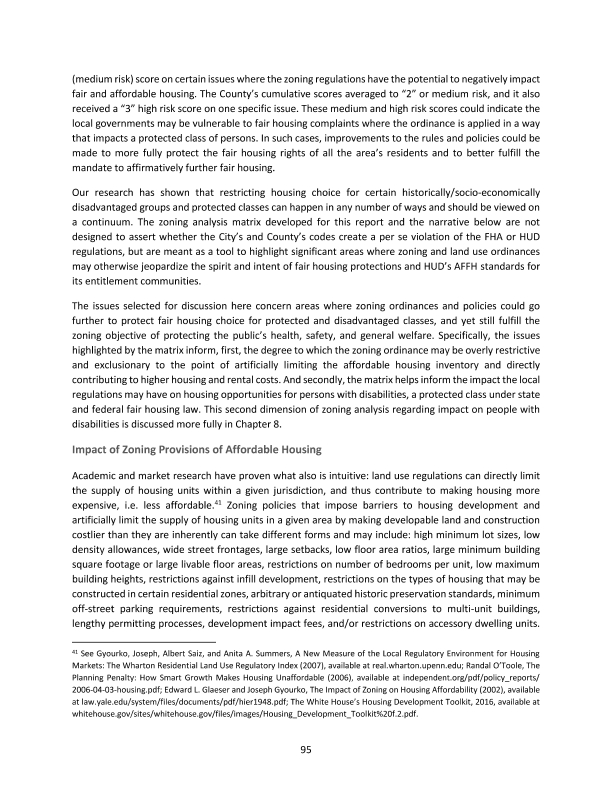 (medium risk) score on certain issues where the zoning regulations have the potential to negatively impact
fair and affordable housing. The County's cumulative scores averaged to “2” or medium risk, and it also
received a “3” high risk score on one specific issue. These medium and high risk scores could indicate the
local governments may be vulnerable to fair housing complaints where the ordinance is applied in a way
that impacts a protected class of persons. In such cases, improvements to the rules and policies could be
made to more fully protect the fair housing rights of all the area's residents and to better fulfill the
mandate to affirmatively further fair housing.
Our research has shown that restricting housing choice for certain historically/socio-economically
disadvantaged groups and protected classes can happen in any number of ways and should be viewed on
a continuum. The zoning analysis matrix developed for this report and the narrative below are not
designed to assert whether the City's and County's codes create a per se violation of the FHA or HUD
regulations, but are meant as a tool to highlight significant areas where zoning and land use ordinances
may otherwise jeopardize the spirit and intent of fair housing protections and HUD's AFFH standards for
its entitlement communities.
The issues selected for discussion here concern areas where zoning ordinances and policies could go
further to protect fair housing choice for protected and disadvantaged classes, and yet still fulfill the
zoning objective of protecting the public's health, safety, and general welfare. Specifically, the issues
highlighted by the matrix inform, first, the degree to which the zoning ordinance may be overly restrictive
and exclusionary to the point of artificially limiting the affordable housing inventory and directly
contributing to higher housing and rental costs. And secondly, the matrix helps inform the impact the local
regulations may have on housing opportunities for persons with disabilities, a protected class under state
and federal fair housing law. This second dimension of zoning analysis regarding impact on people with
disabilities is discussed more fully in Chapter 8.
Impact of Zoning Provisions of Affordable Housing
Academic and market research have proven what also is intuitive: land use regulations can directly limit
the supply of housing units within a given jurisdiction, and thus contribute to making housing more
expensive, i.e. less affordable.⁴¹ Zoning policies that impose barriers to housing development and
artificially limit the supply of housing units in a given area by making developable land and construction
costlier than they are inherently can take different forms and may include: high minimum lot sizes, low
density allowances, wide street frontages, large setbacks, low floor area ratios, large minimum building
square footage or large livable floor areas, restrictions on number of bedrooms per unit, low maximum
building heights, restrictions against infill development, restrictions on the types of housing that may be
constructed in certain residential zones, arbitrary or antiquated historic preservation standards, minimum
off-street parking requirements, restrictions against residential conversions to multi-unit buildings,
lengthy permitting processes, development impact fees, and/or restrictions on accessory dwelling units.
⁴¹ See Gyourko, Joseph, Albert Saiz, and Anita A. Summers, A New Measure of the Local Regulatory Environment for Housing
Markets: The Wharton Residential Land Use Regulatory Index (2007), available at real.wharton.upenn.edu; Randal O'Toole, The
Planning Penalty: How Smart Growth Makes Housing Unaffordable (2006), available at independent.org/pdf/policy_reports/
2006-04-03-housing.pdf; Edward L. Glaeser and Joseph Gyourko, The Impact of Zoning on Housing Affordability (2002), available
at law.yale.edu/system/files/documents/pdf/hier1948.pdf; The White House's Housing Development Toolkit, 2016, available at
whitehouse.gov/sites/whitehouse.gov/files/images/Housing_Development_Toolkit%20f.2.pdf.
95